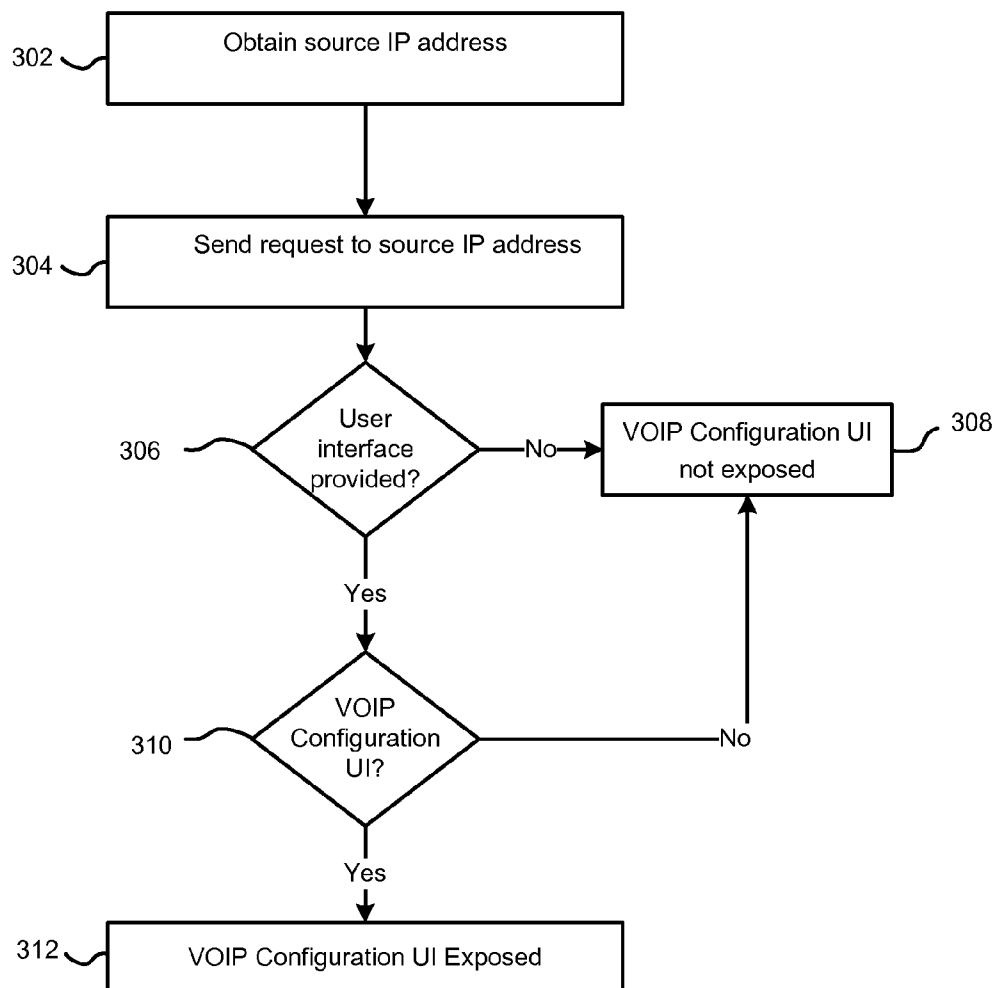 Obtain source IP address
302
Send request to source IP address
304
User
interface
provided?
306
No
VOIP Configuration UI
not exposed
308
Yes
VOIP
Configuration
UI?
310
No
Yes
312
VOIP Configuration UI Exposed